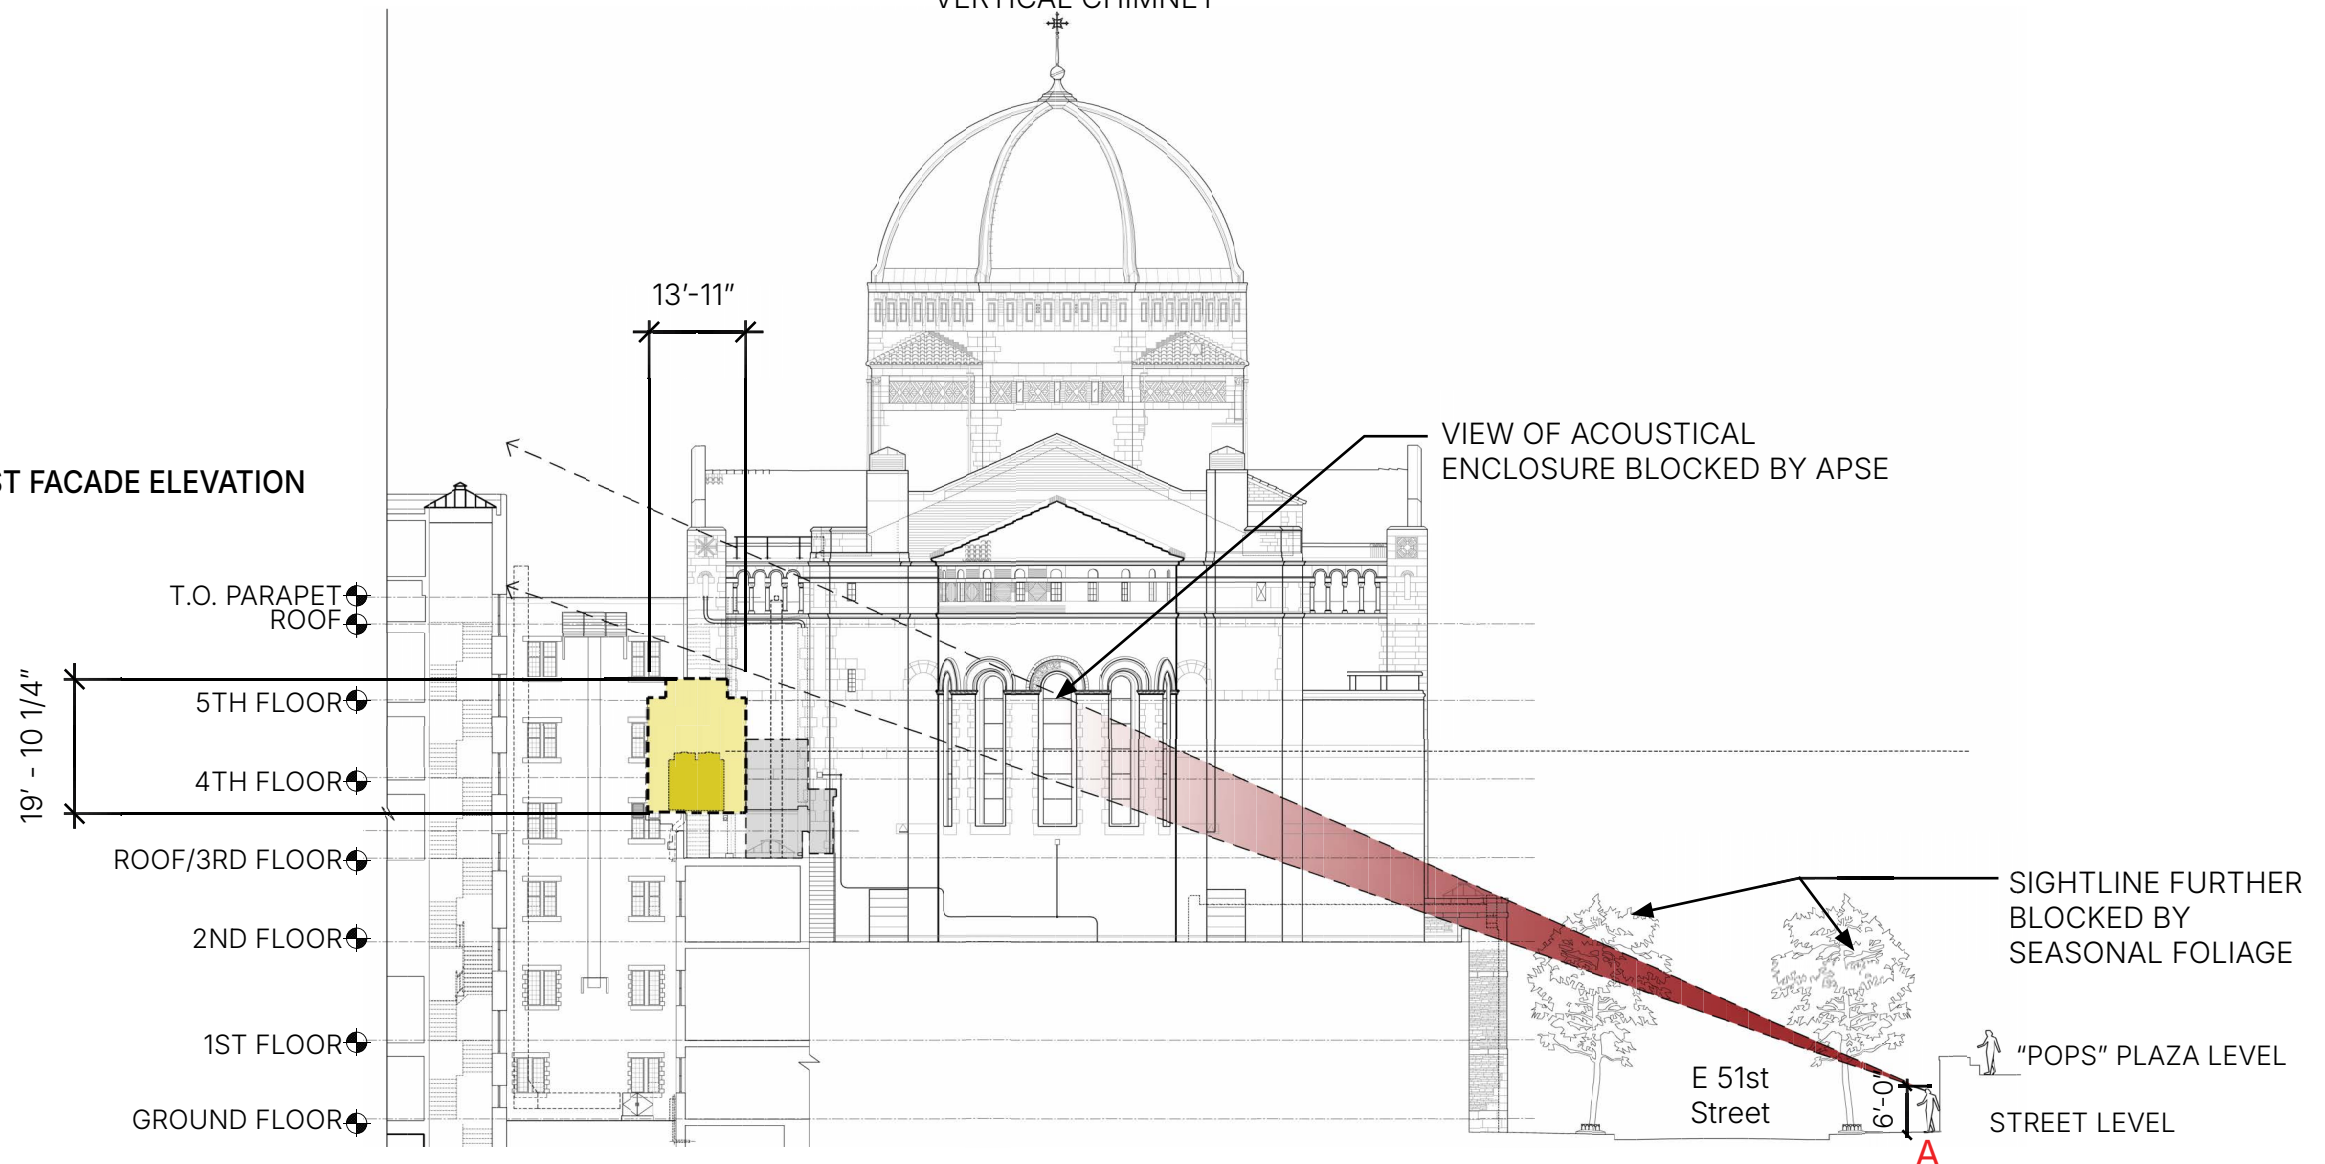 VERTICAL CHIMNEY
13'-11"
VIEW OF ACOUSTICAL
ENCLOSURE BLOCKED BY APSE
ST FACADE ELEVATION
T.O. PARAPET
ROOF
5TH FLOOR
19' - 10 1/4"
4TH FLOOR
ROOF/3RD FLOOR
2ND FLOOR
1ST FLOOR
GROUND FLOOR
SIGHTLINE FURTHER
BLOCKED BY
SEASONAL FOLIAGE
"POPS" PLAZA LEVEL
E 51st
Street
6'-0"
STREET LEVEL
A